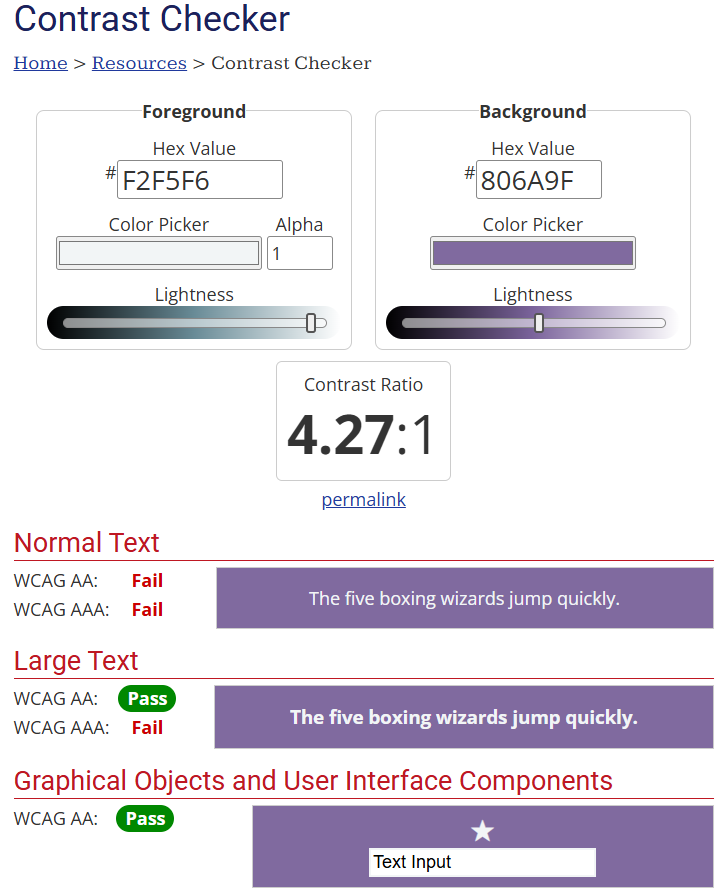 Contrast Checker
Home > Resources > Contrast Checker
Foreground
Hex Value
#F2F5F6
Color Picker Alpha
1
Lightness
Background
Hex Value
#806A9F
Color Picker
Lightness
Contrast Ratio
4.27:1
permalink
Normal Text
WCAG AA: Fail
WCAG AAA: Fail
The five boxing wizards jump quickly.
Large Text
WCAG AA: Pass
WCAG AAA: Fail
The five boxing wizards jump quickly.
Graphical Objects and User Interface Components
WCAG AA: Pass
Text Input